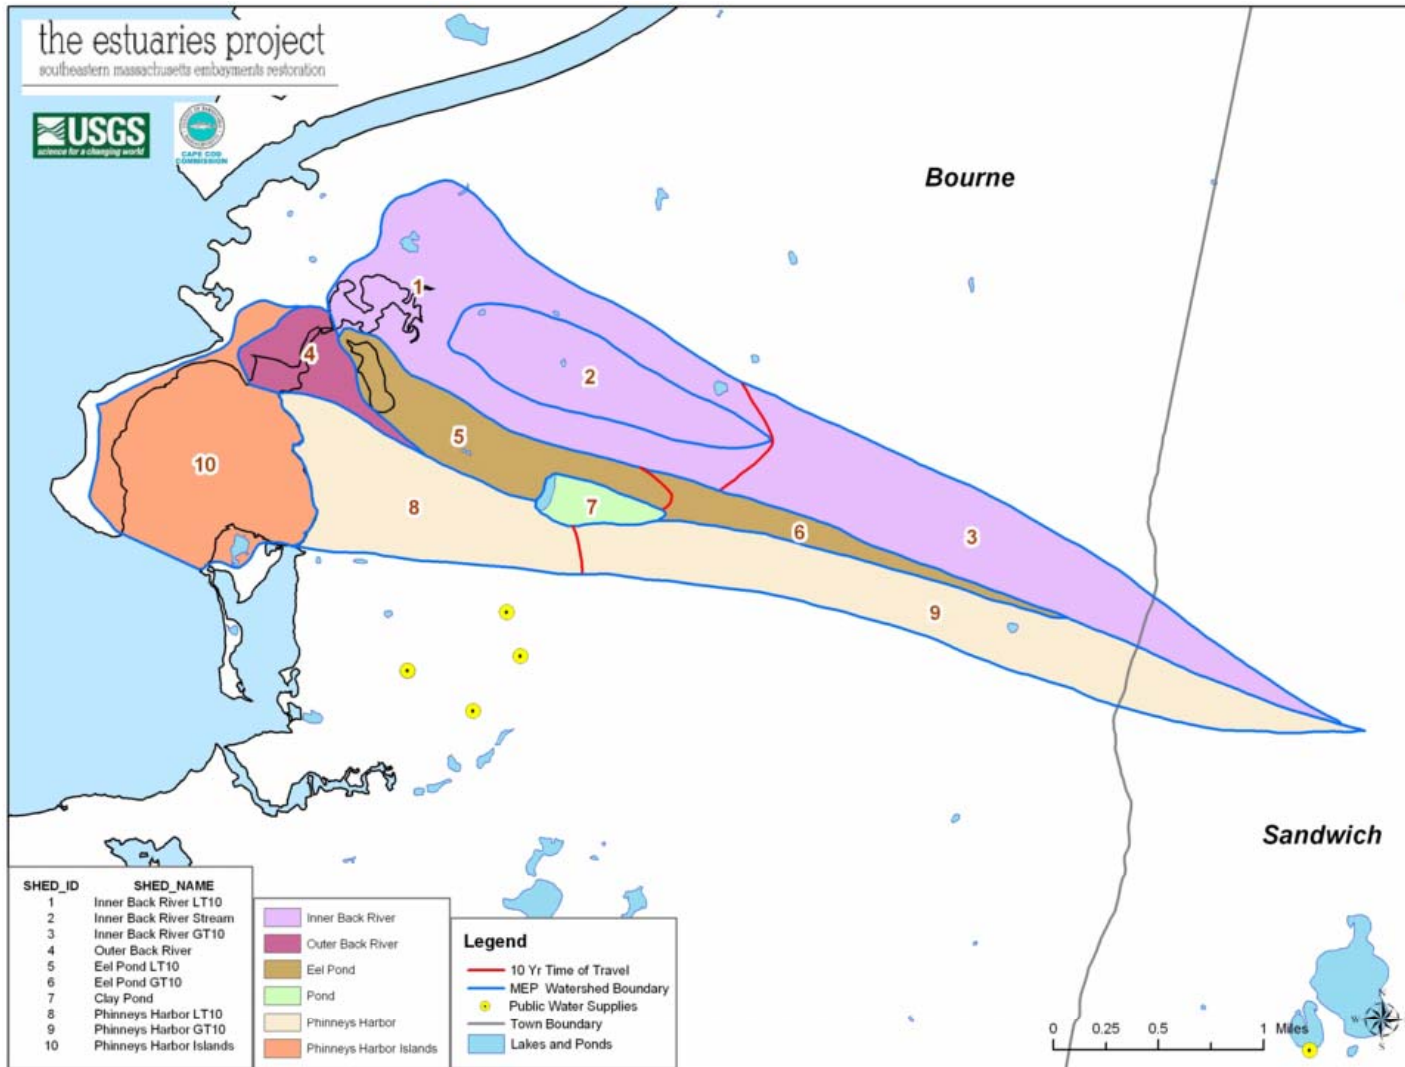 the estuaries project
southeastern massachusetts embayments restoration
USGS
science for a changing world
CAPE COD
COMMISSION
Bourne
1
2
4
5
10
7
8
6
3
9
Sandwich
SHED_ID SHED_NAME
1 Inner Back River LT10
2 Inner Back River Stream
3 Inner Back River GT10
4 Outer Back River
5 Eel Pond LT10
6 Eel Pond GT10
7 Clay Pond
8 Phinneys Harbor LT10
9 Phinneys Harbor GT10
10 Phinneys Harbor Islands
Inner Back River
Outer Back River
Eel Pond
Pond
Phinneys Harbor
Phinneys Harbor Islands
Legend
10 Yr Time of Travel
MEP Watershed Boundary
Public Water Supplies
Town Boundary
Lakes and Ponds
0 0.25 0.5 1 Miles
N
W
S